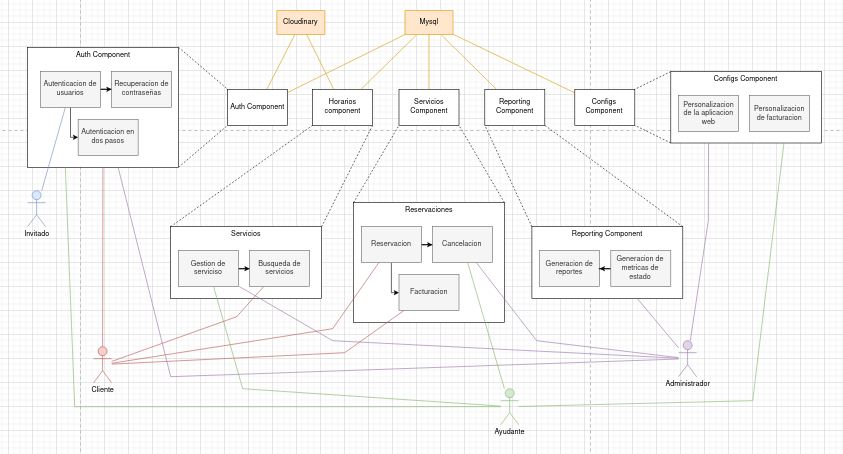 Cloudinary
Mysql
Auth Component
Autenticacion de
usuarios
Recuperacion de
contraseñas
Autenticacion en
dos pasos
Auth Component
Horarios
component
Servicios
Component
Reporting
Component
Configs
Component
Configs Component
Personalizacion
de la aplicacion
web
Personalizacion
de facturacion
Invitado
Servicios
Gestion de
serviciso
Busqueda de
servicios
Reservaciones
Reservacion
Cancelacion
Facturacion
Reporting Component
Generacion de
reportes
Generacion de
metricas de
estado
Cliente
Administrador
Ayudante